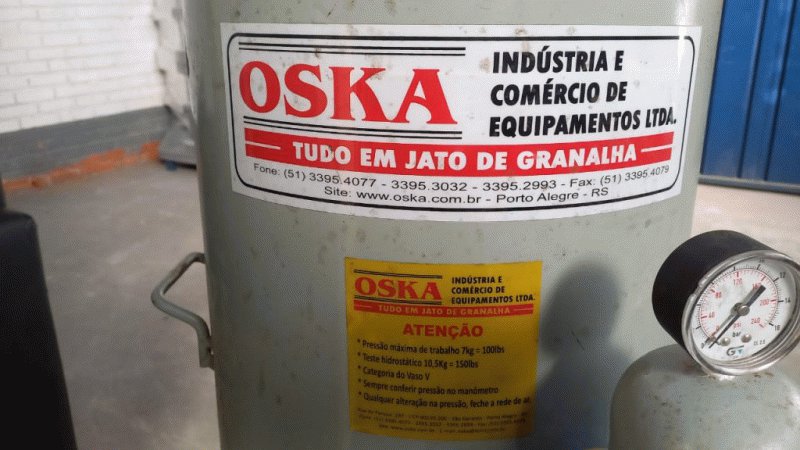 OSKA
INDÚSTRIA E
COMÉRCIO DE
EQUIPAMENTOS LTDA.
TUDO EM JATO DE GRANALHA
Fone: (51) 3395.4077 - 3395.3032 - 3395.2993 - Fax: (51) 3395.4079
Site: www.oska.com.br - Porto Alegre - RS
OSKA
INDÚSTRIA E
COMÉRCIO DE
EQUIPAMENTOS LTDA.
TUDO EM JATO DE GRANALHA
ATENÇÃO
* Pressão máxima de trabalho 7kg = 100lbs
* Teste hidrostático 10,5Kg = 150lbs
* Categoria do Vaso V
* Sempre conferir pressão no manômetro
* Qualquer alteração na pressão, feche a rede de ar.
psi
bar